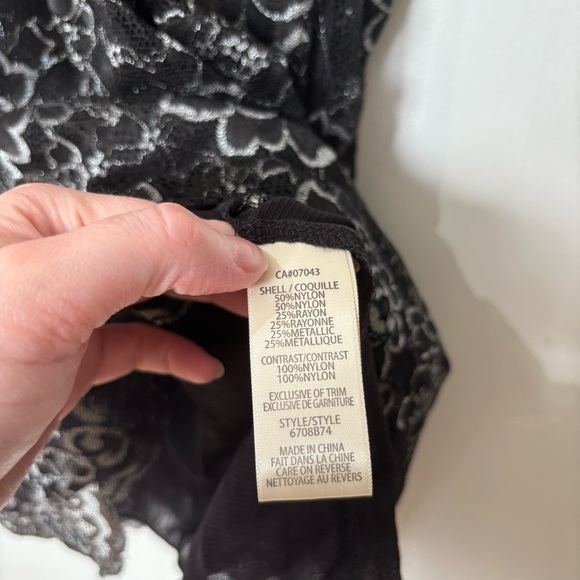 CA#07043
SHELL / COQUILLE
50%NYLON
50%NYLON
25%RAYON
25%RAYONNE
25%METALLIC
25%METALLIQUE
CONTRAST/CONTRAST
100%NYLON
100%NYLON
EXCLUSIVE OF TRIM
EXCLUSIVE DE GARNITURE
STYLE/STYLE
6708B74
MADE IN CHINA
FAIT DANS LA CHINE
CARE ON REVERSE
NETTOYAGE AU REVERS